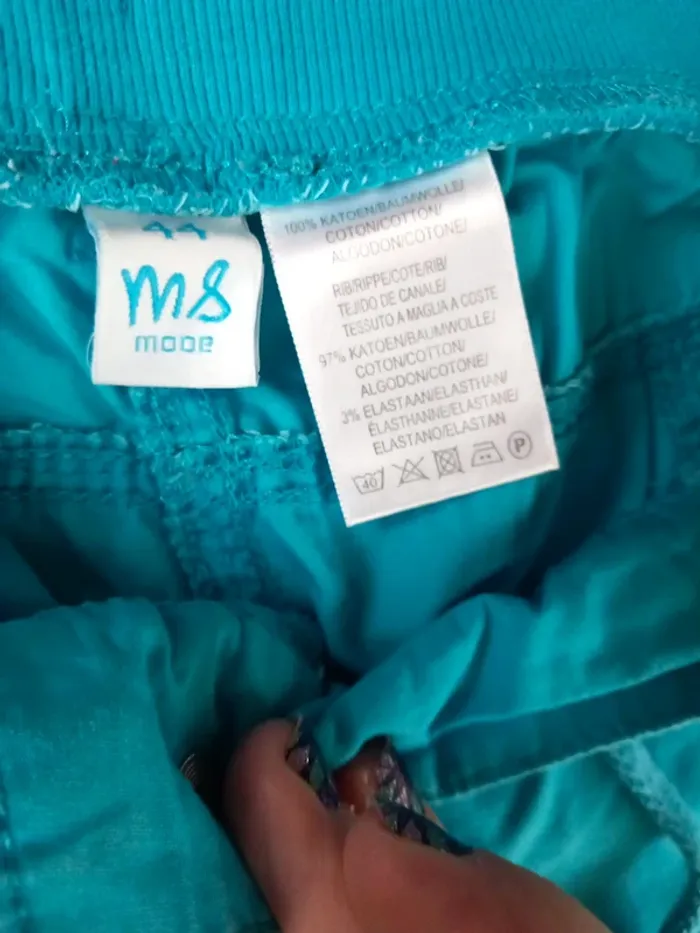 44
ms
mode
100% KATOEN/BAUMWOLLE/
COTON/COTTON/
ALGODON/COTONE/
RIB/RIPPE/COTE/RIB/
TEJIDO DE CANALE/
TESSUTO A MAGLIA A COSTE
97% KATOEN/BAUMWOLLE/
COTON/COTTON/
ALGODON/COTONE/
3% ELASTAAN/ELASTHAN/
ÉLASTHANNE/ELASTANE/
ELASTANO/ELASTAN
40
P